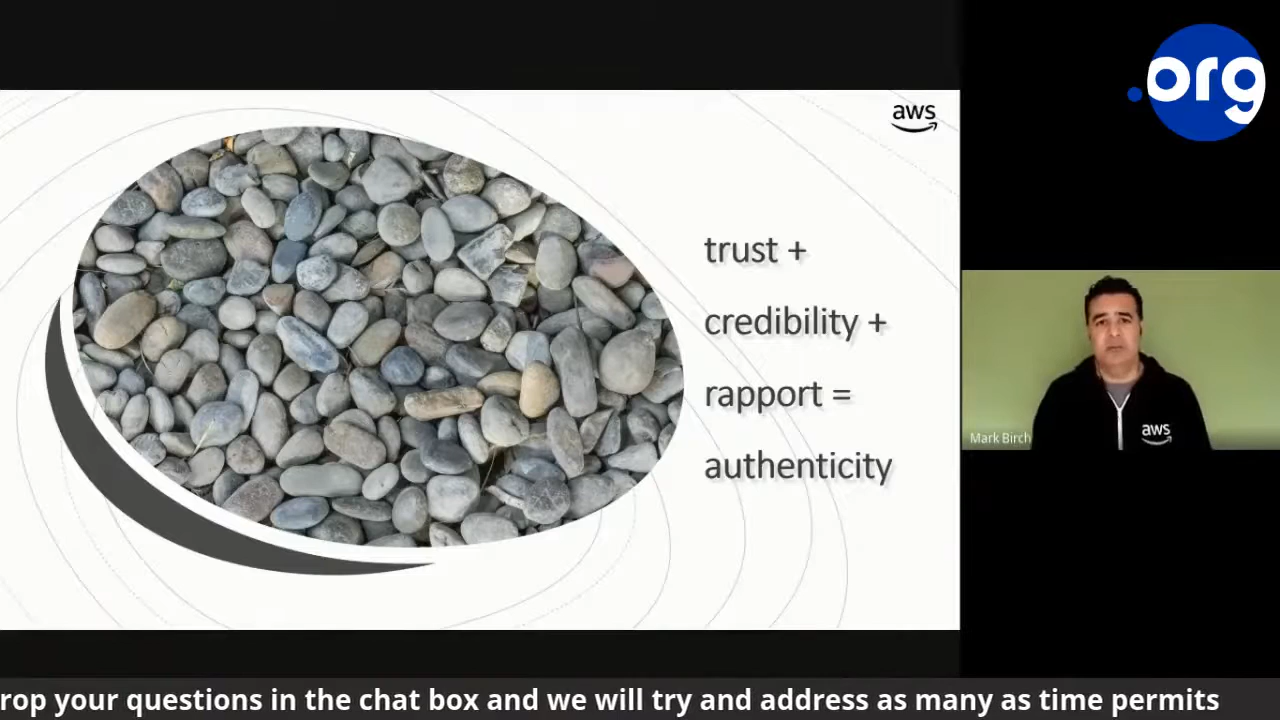 .org
aws
trust +
credibility +
rapport =
authenticity
aws
Mark Birch
rop your questions in the chat box and we will try and address as many as time permits